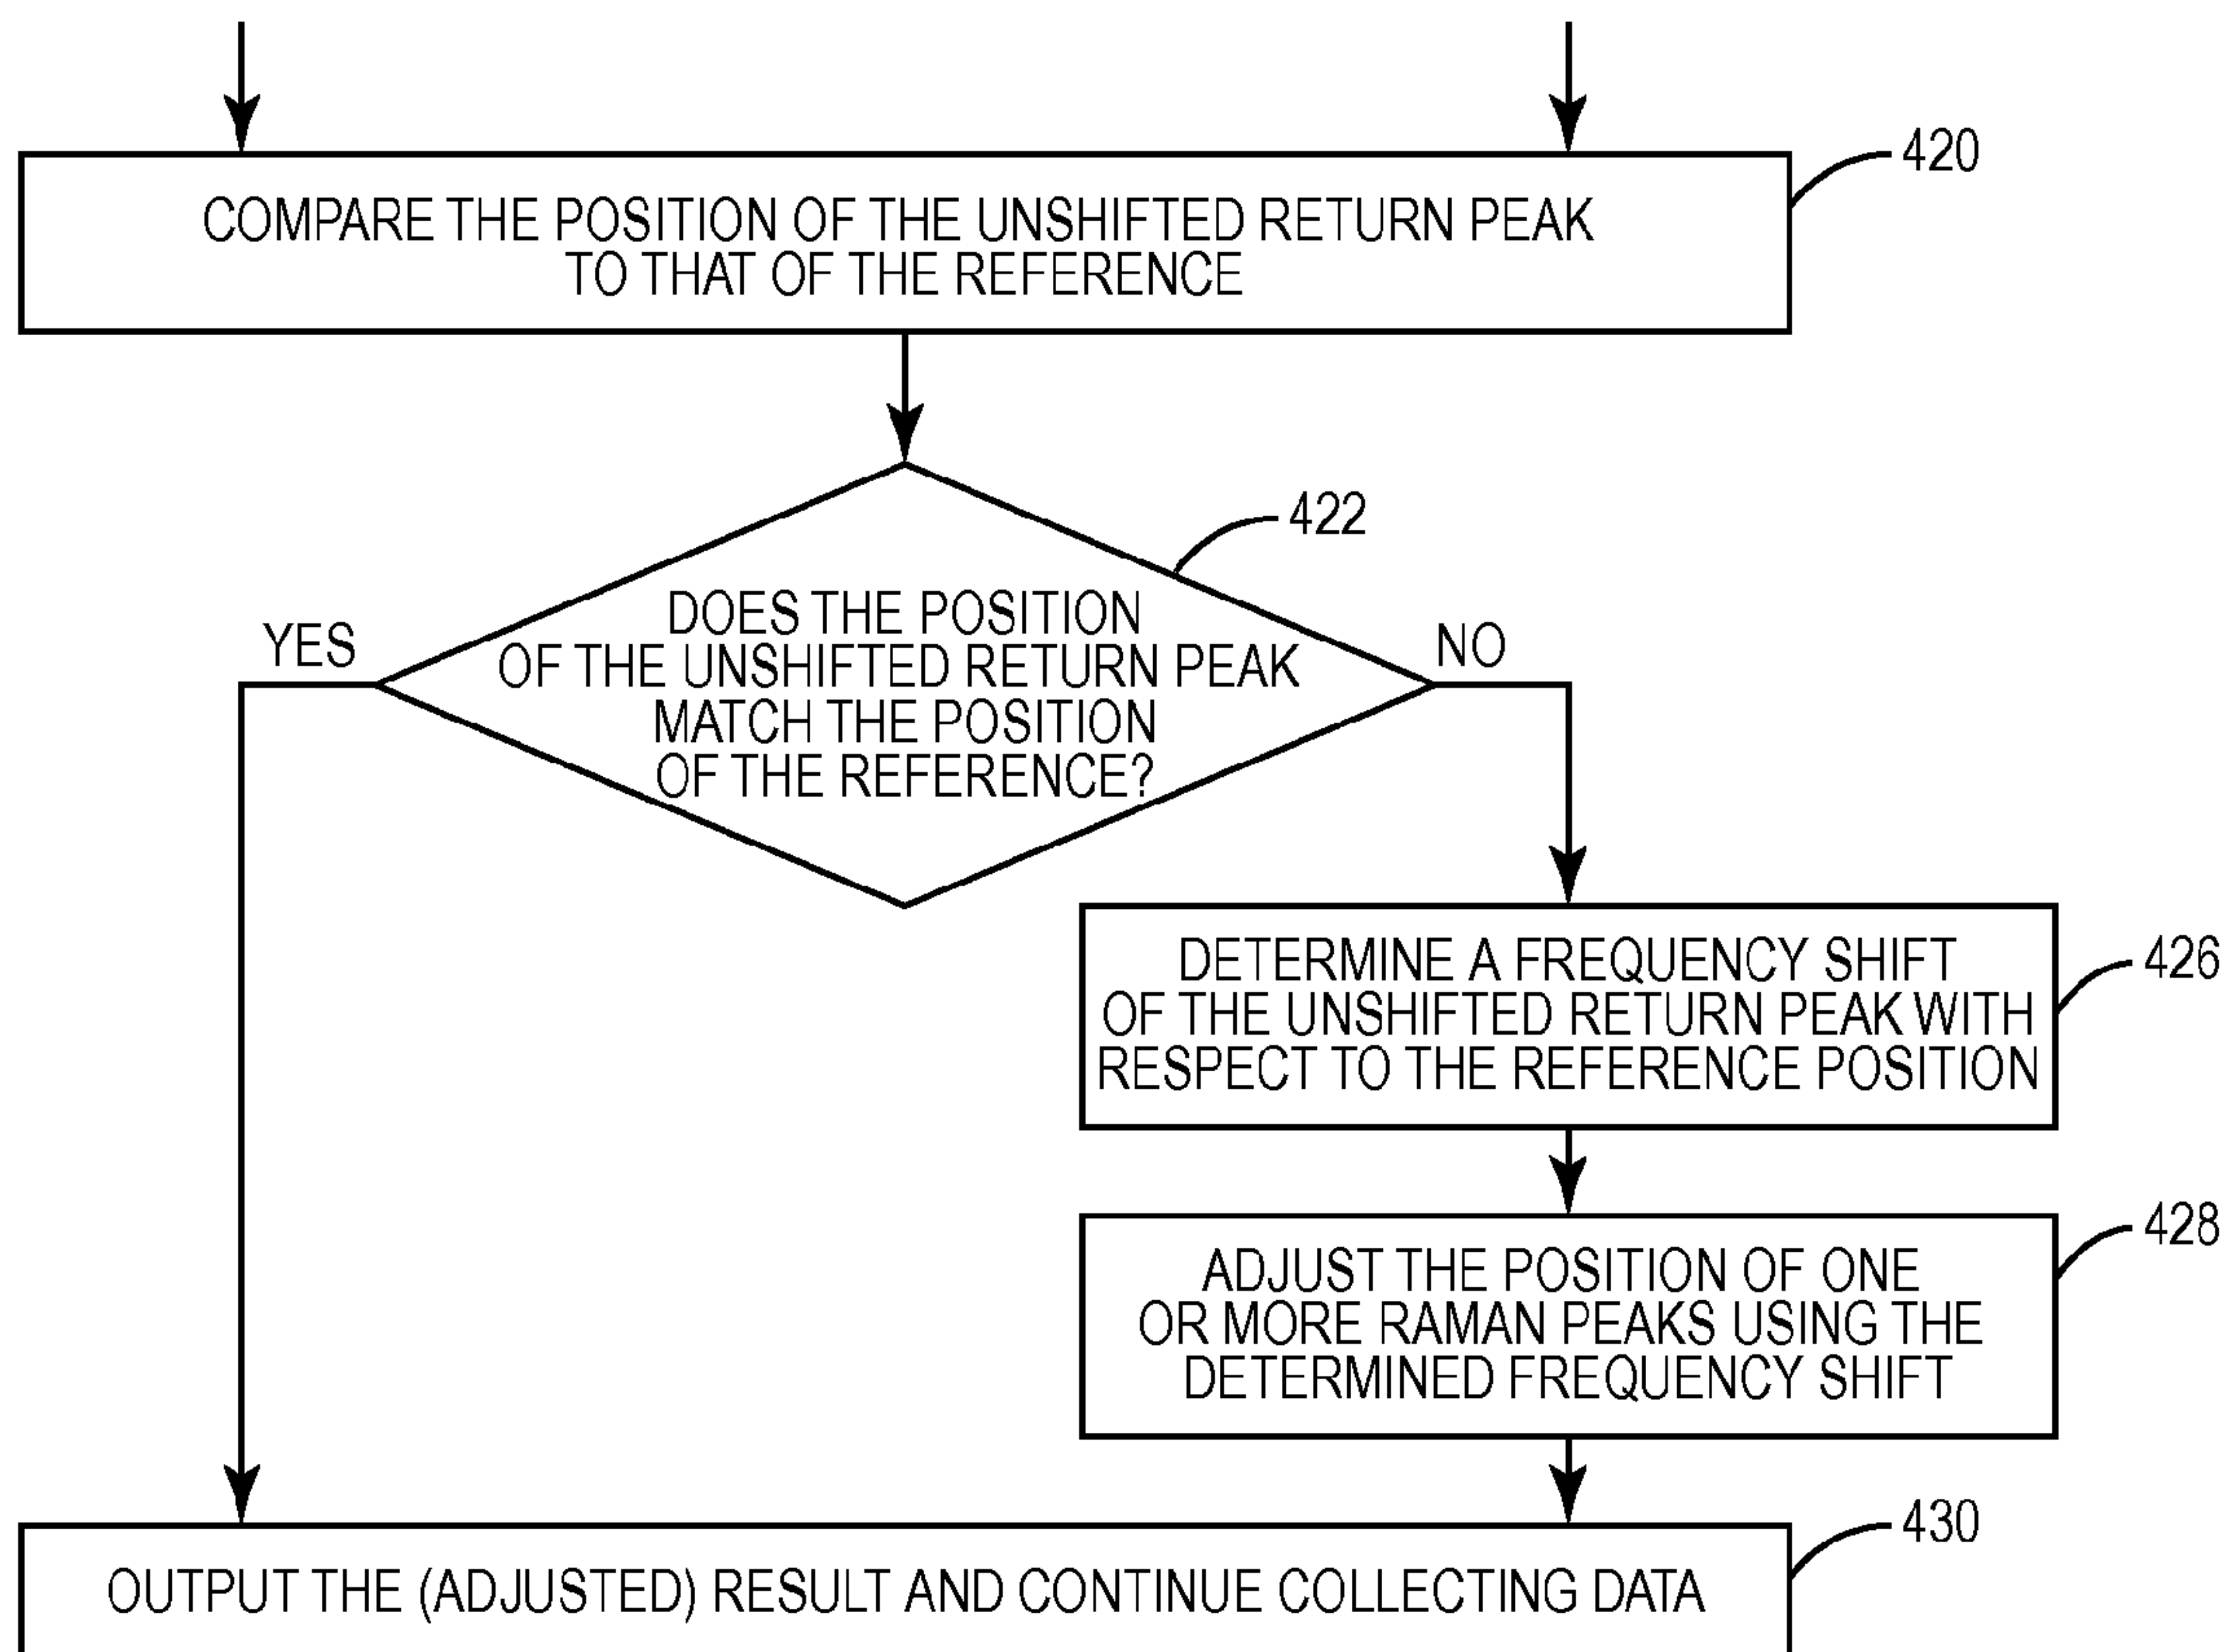 420
COMPARE THE POSITION OF THE UNSHIFTED RETURN PEAK
TO THAT OF THE REFERENCE
422
DOES THE POSITION
OF THE UNSHIFTED RETURN PEAK
MATCH THE POSITION
OF THE REFERENCE?
YES
NO
DETERMINE A FREQUENCY SHIFT
OF THE UNSHIFTED RETURN PEAK WITH
RESPECT TO THE REFERENCE POSITION
426
ADJUST THE POSITION OF ONE
OR MORE RAMAN PEAKS USING THE
DETERMINED FREQUENCY SHIFT
428
430
OUTPUT THE (ADJUSTED) RESULT AND CONTINUE COLLECTING DATA